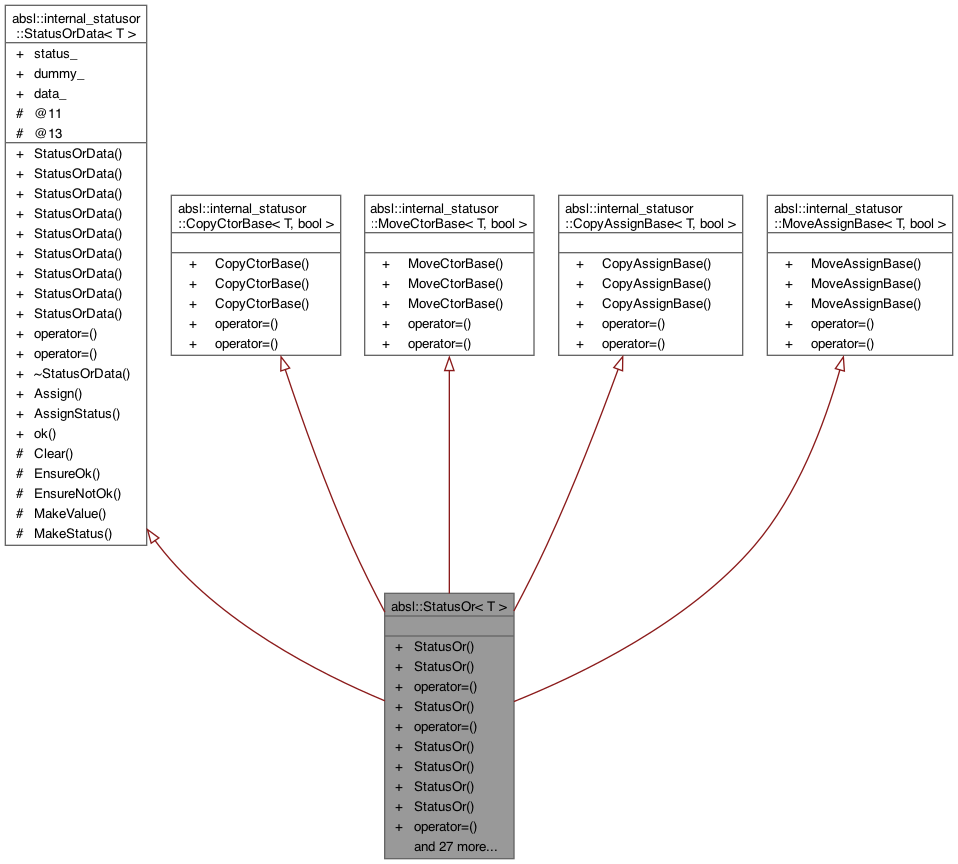 absl::internal_statusor
::StatusOrData< T >
+ status_
+ dummy_
+ data_
# @11
# @13
+ StatusOrData()
+ StatusOrData()
+ StatusOrData()
+ StatusOrData()
+ StatusOrData()
+ StatusOrData()
+ StatusOrData()
+ StatusOrData()
+ StatusOrData()
+ operator=()
+ operator=()
+ ~StatusOrData()
+ Assign()
+ AssignStatus()
+ ok()
# Clear()
# EnsureOk()
# EnsureNotOk()
# MakeValue()
# MakeStatus()
absl::internal_statusor
::CopyCtorBase< T, bool >
+ CopyCtorBase()
+ CopyCtorBase()
+ CopyCtorBase()
+ operator=()
+ operator=()
absl::internal_statusor
::MoveCtorBase< T, bool >
+ MoveCtorBase()
+ MoveCtorBase()
+ MoveCtorBase()
+ operator=()
+ operator=()
absl::internal_statusor
::CopyAssignBase< T, bool >
+ CopyAssignBase()
+ CopyAssignBase()
+ CopyAssignBase()
+ operator=()
+ operator=()
absl::internal_statusor
::MoveAssignBase< T, bool >
+ MoveAssignBase()
+ MoveAssignBase()
+ MoveAssignBase()
+ operator=()
+ operator=()
absl::StatusOr< T >
+ StatusOr()
+ StatusOr()
+ operator=()
+ StatusOr()
+ operator=()
+ StatusOr()
+ StatusOr()
+ StatusOr()
+ StatusOr()
+ operator=()
and 27 more...